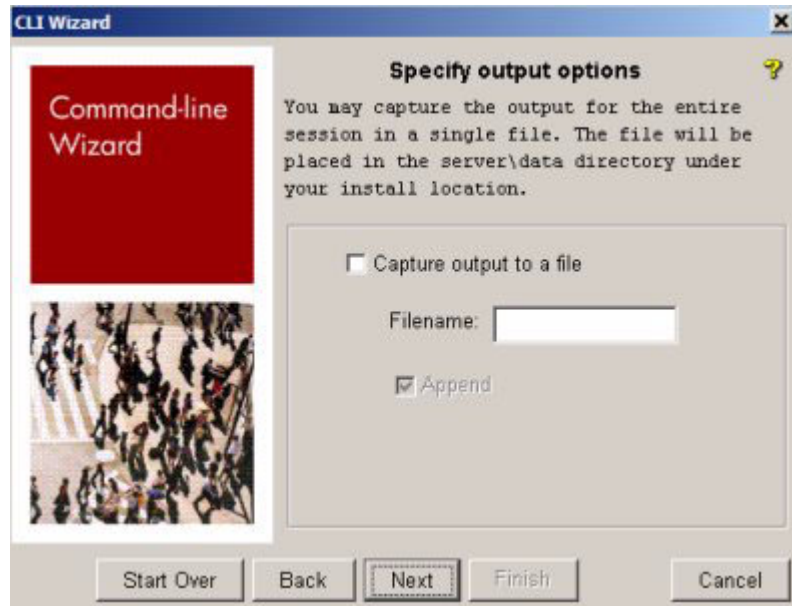 CLI Wizard
Command-line
Wizard
Specify output options
You may capture the output for the entire
session in a single file. The file will be
placed in the server\data directory under
your install location.
Capture output to a file
Filename:
Append
Start Over
Back
Next
Finish
Cancel